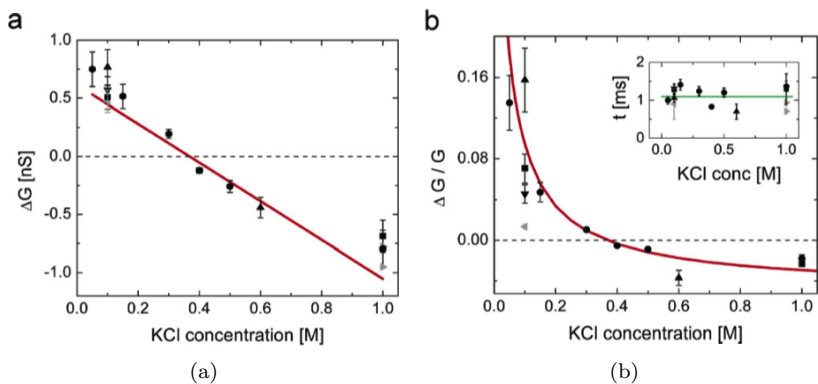 a
1.0
0.5
0.0
-0.5
-1.0
ΔG [nS]
0.0 0.2 0.4 0.6 0.8 1.0
KCl concentration [M]
(a)
b
0.16
0.08
0.00
Δ G / G
0.0 0.2 0.4 0.6 0.8 1.0
KCl concentration [M]
2
1
0
t [ms]
0.0 0.5 1.0
KCl conc [M]
(b)